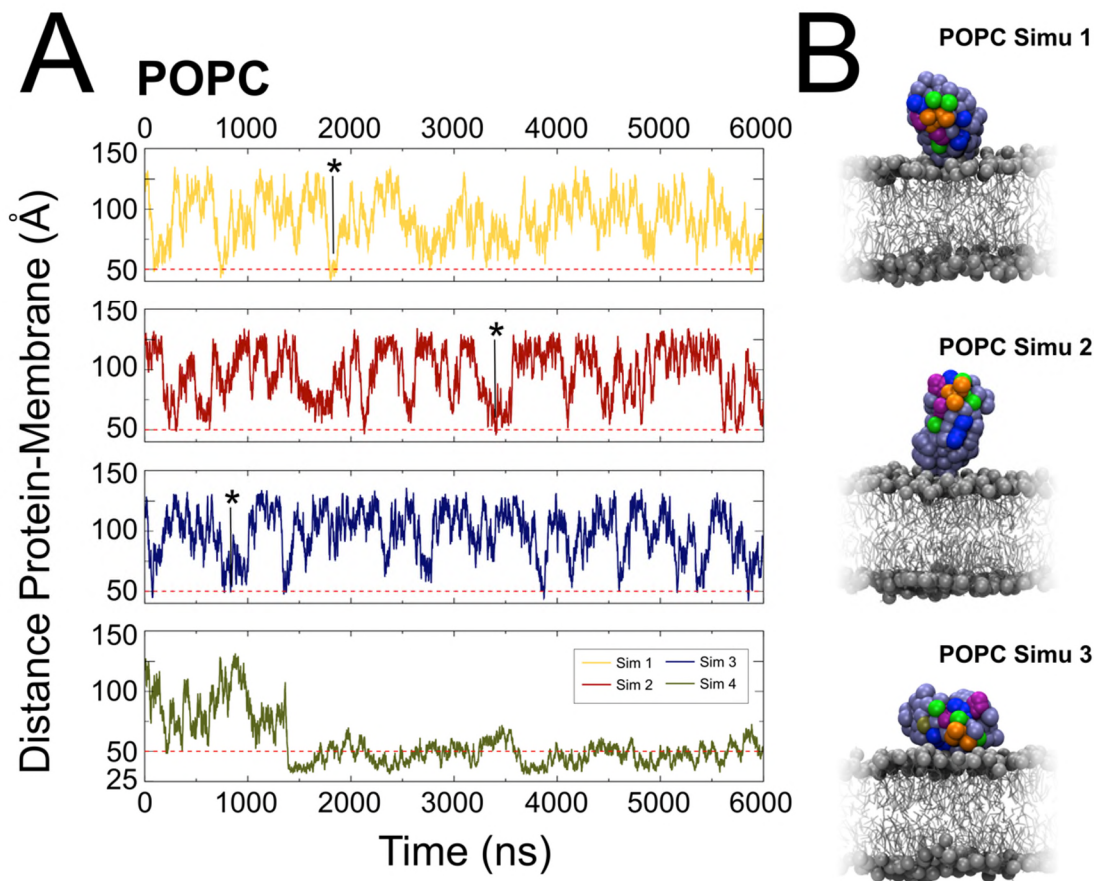 A
B
POPC
POPC Simu 1
0 1000 2000 3000 4000 5000 6000
150
*
100
50
150
*
100
50
POPC Simu 2
150
*
100
50
150
100
50
25
Sim 1 Sim 3
Sim 2 Sim 4
POPC Simu 3
0 1000 2000 3000 4000 5000 6000
Time (ns)
Distance Protein-Membrane (Å)